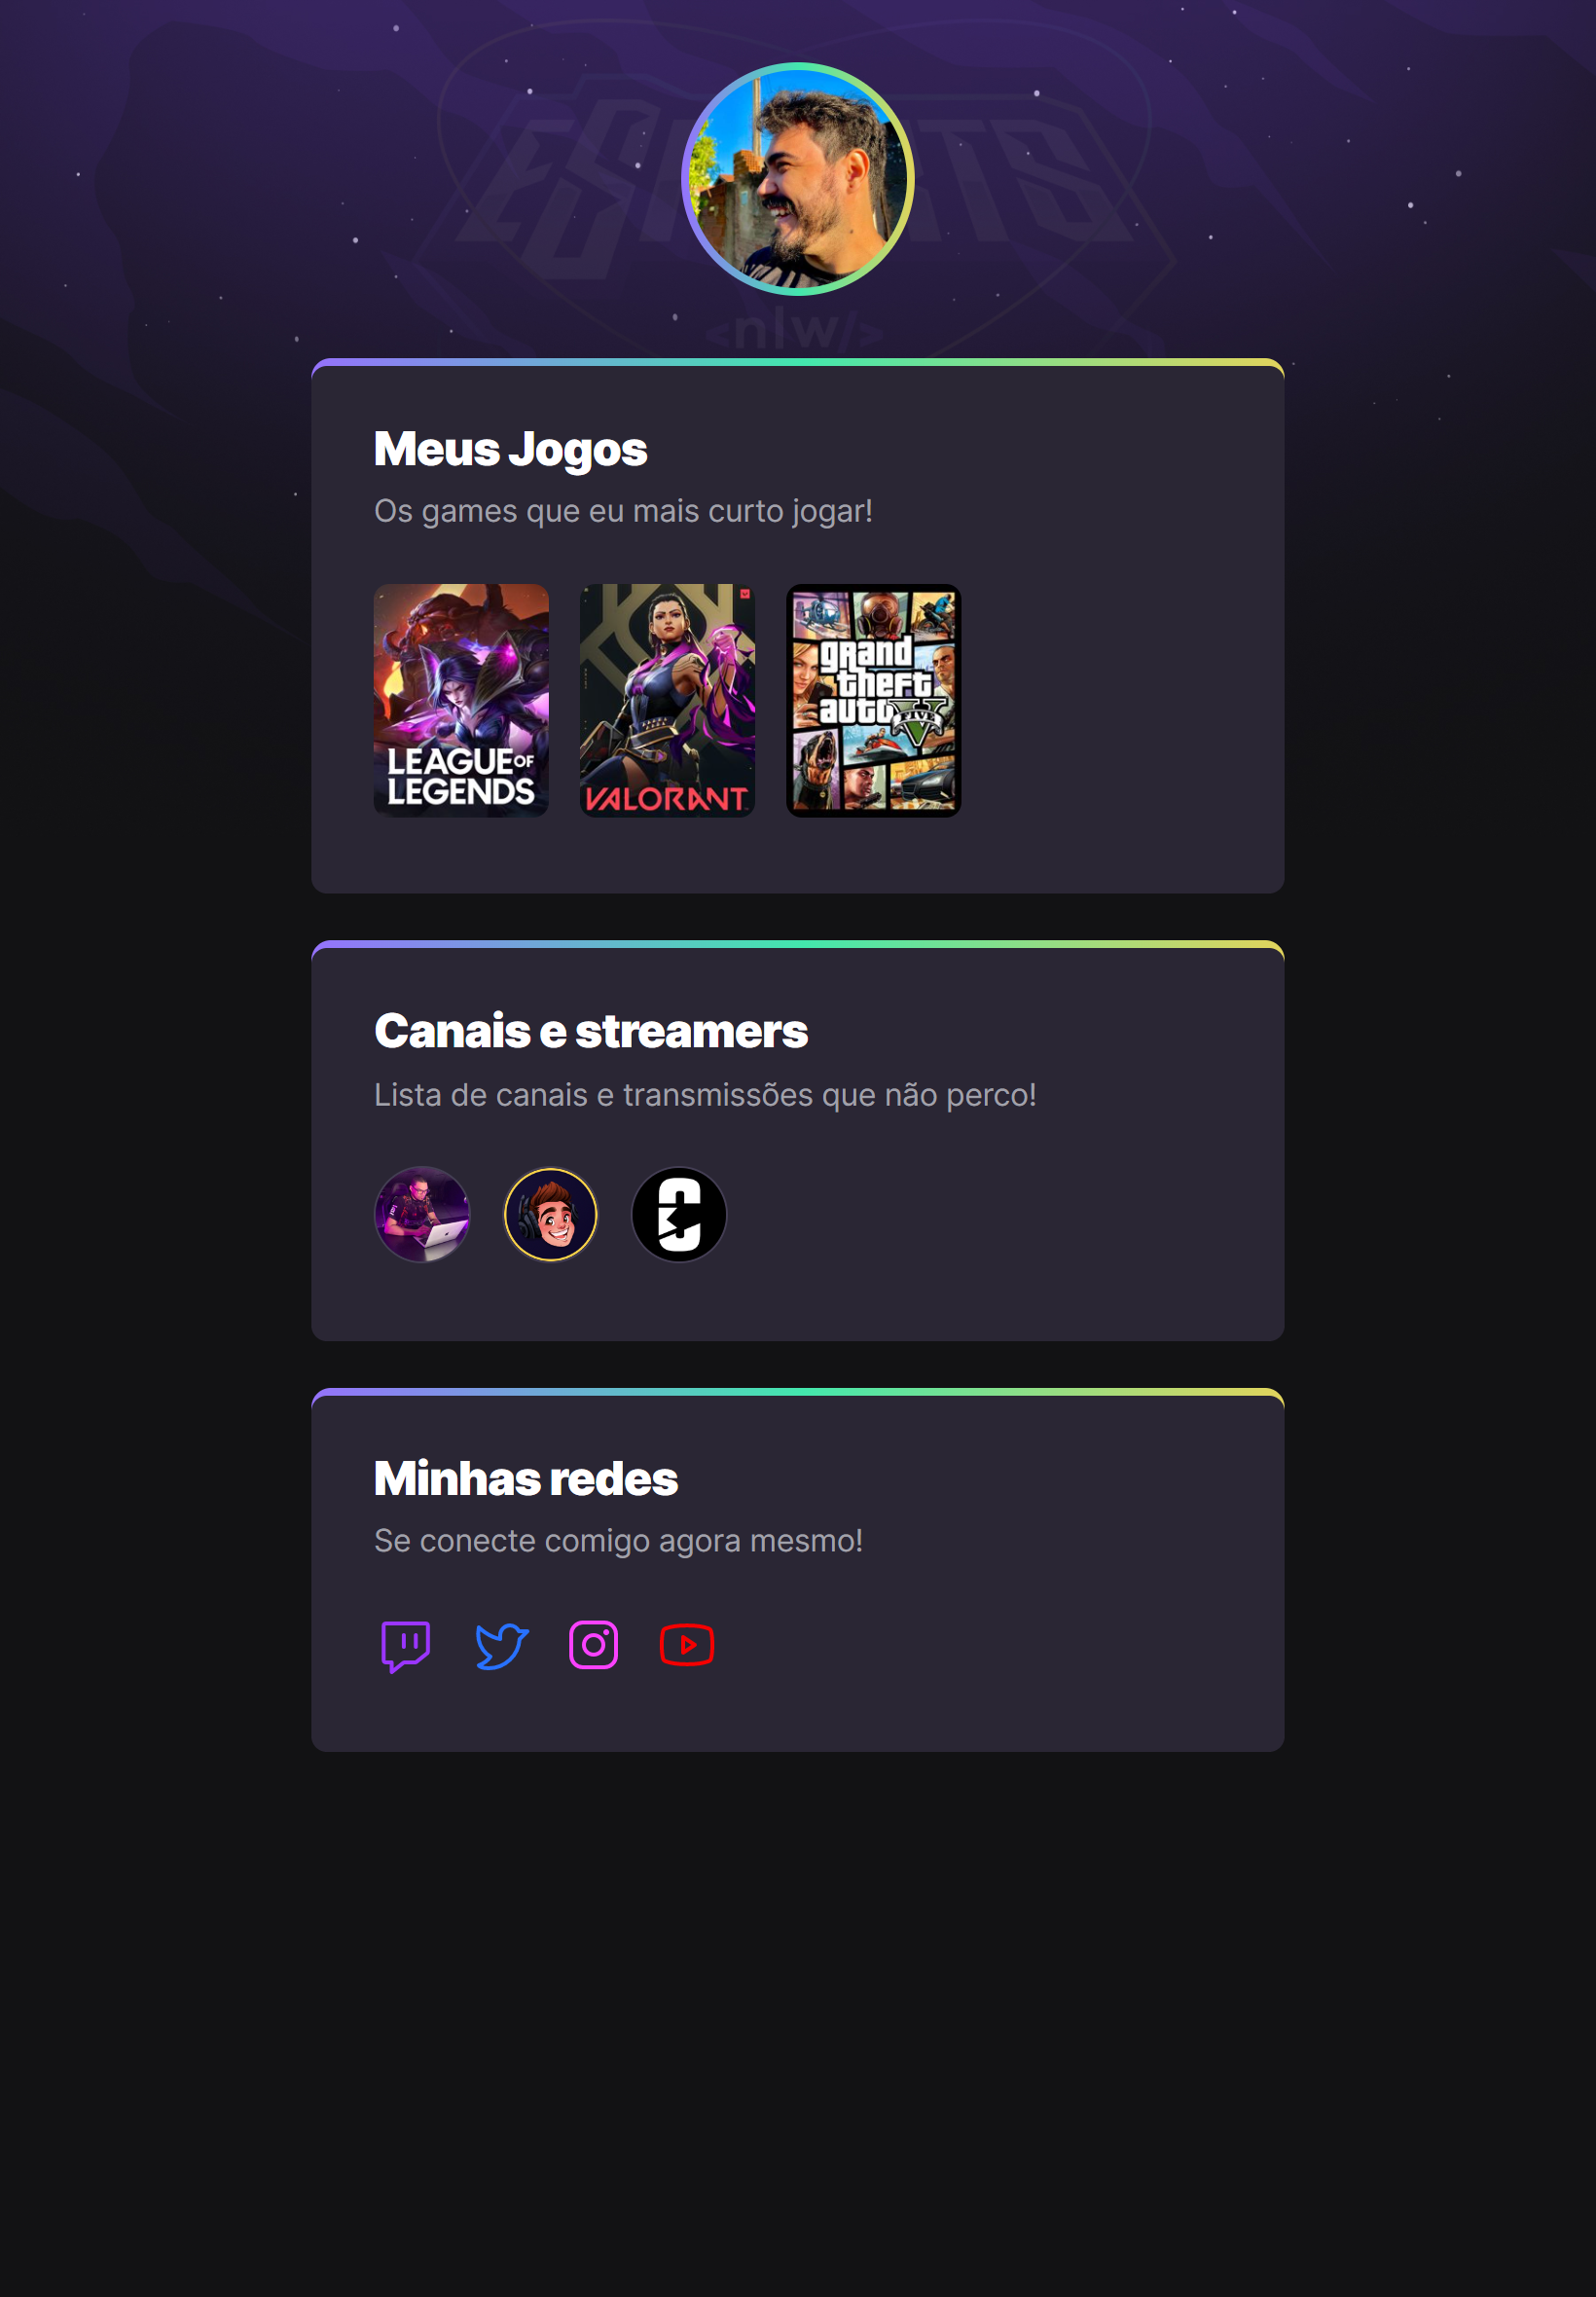 ESPORTS
<nlw/>
Meus Jogos
Os games que eu mais curto jogar!
LEAGUE OF
LEGENDS
VALORANT
grand
theft
auto
FIVE
Canais e streamers
Lista de canais e transmissões que não perco!
Minhas redes
Se conecte comigo agora mesmo!